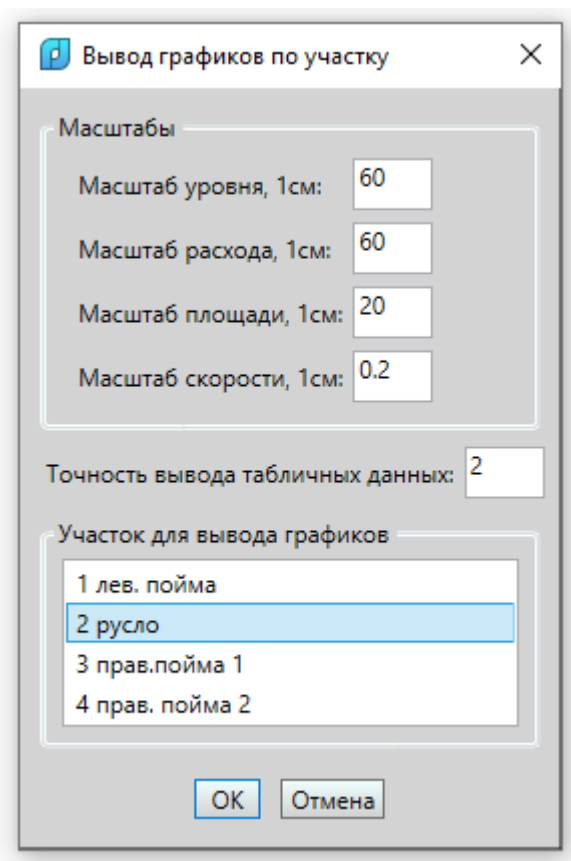 Вывод графиков по участку
Масштабы
Масштаб уровня, 1см: 60
Масштаб расхода, 1см: 60
Масштаб площади, 1см: 20
Масштаб скорости, 1см: 0.2
Точность вывода табличных данных: 2
Участок для вывода графиков
1 лев. пойма
2 русло
3 прав.пойма 1
4 прав. пойма 2
ОК Отмена